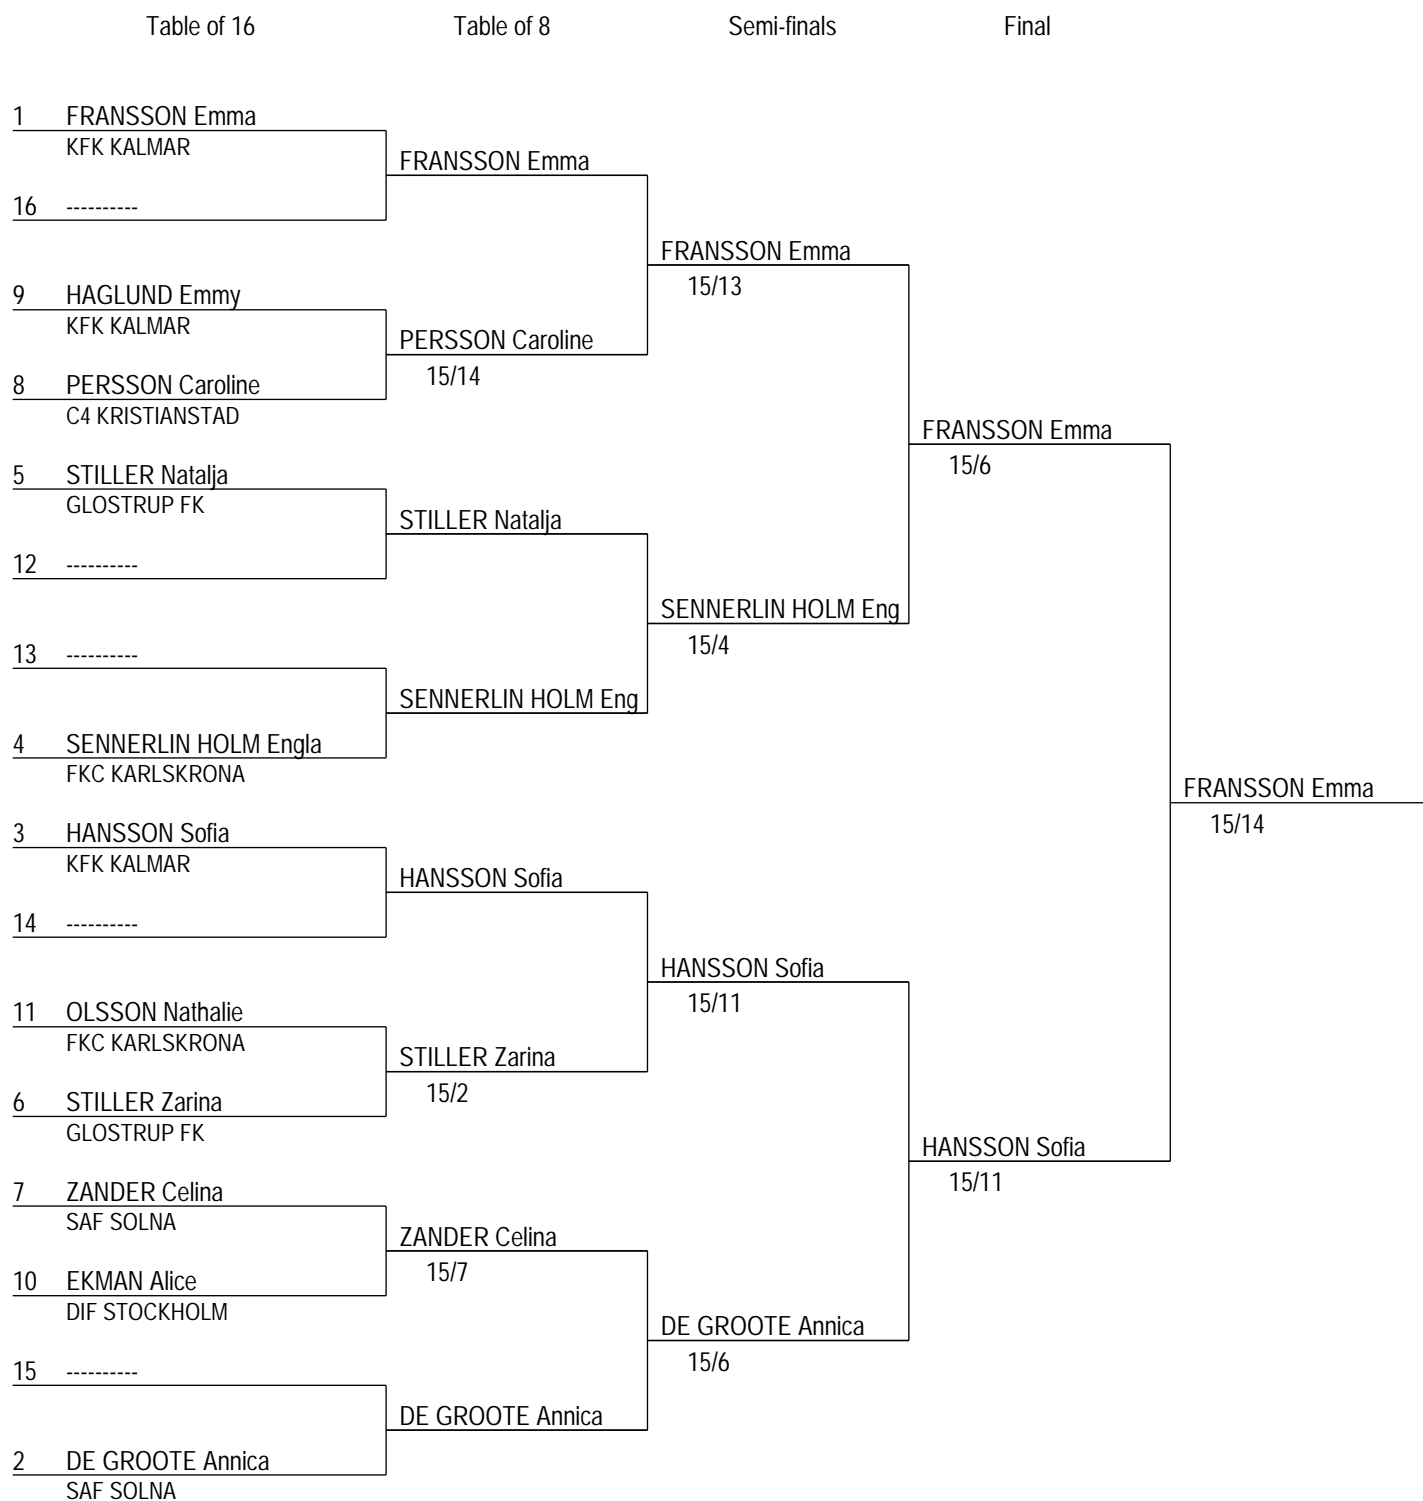 Table of 16 Table of 8 Semi-finals Final
1 FRANSSON Emma
KFK KALMAR
FRANSSON Emma
16 ----------
FRANSSON Emma
15/13
9 HAGLUND Emmy
KFK KALMAR
PERSSON Caroline
15/14
8 PERSSON Caroline
C4 KRISTIANSTAD
FRANSSON Emma
15/6
5 STILLER Natalja
GLOSTRUP FK
STILLER Natalja
12 ----------
SENNERLIN HOLM Eng
15/4
13 ----------
SENNERLIN HOLM Eng
4 SENNERLIN HOLM Engla
FKC KARLSKRONA
FRANSSON Emma
15/14
3 HANSSON Sofia
KFK KALMAR
HANSSON Sofia
14 ----------
HANSSON Sofia
15/11
11 OLSSON Nathalie
FKC KARLSKRONA
STILLER Zarina
15/2
6 STILLER Zarina
GLOSTRUP FK
HANSSON Sofia
15/11
7 ZANDER Celina
SAF SOLNA
ZANDER Celina
15/7
10 EKMAN Alice
DIF STOCKHOLM
DE GROOTE Annica
15/6
15 ----------
DE GROOTE Annica
2 DE GROOTE Annica
SAF SOLNA